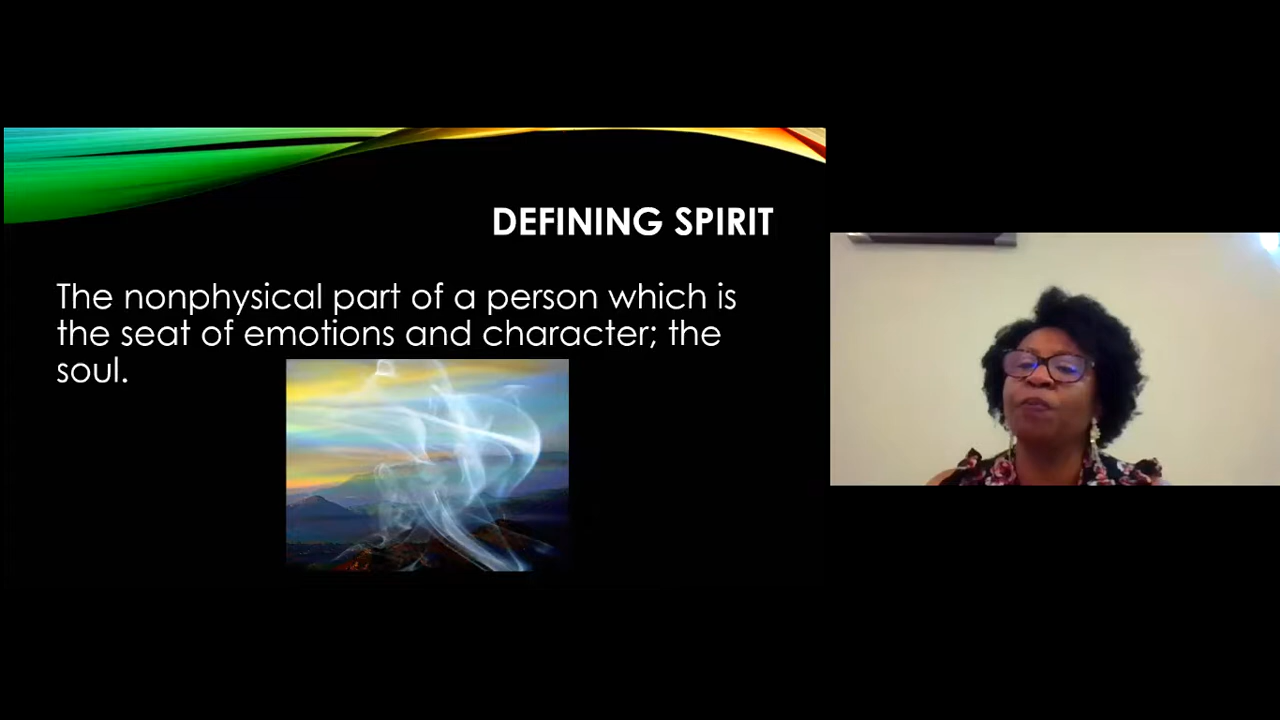 DEFINING SPIRIT
The nonphysical part of a person which is
the seat of emotions and character; the
soul.